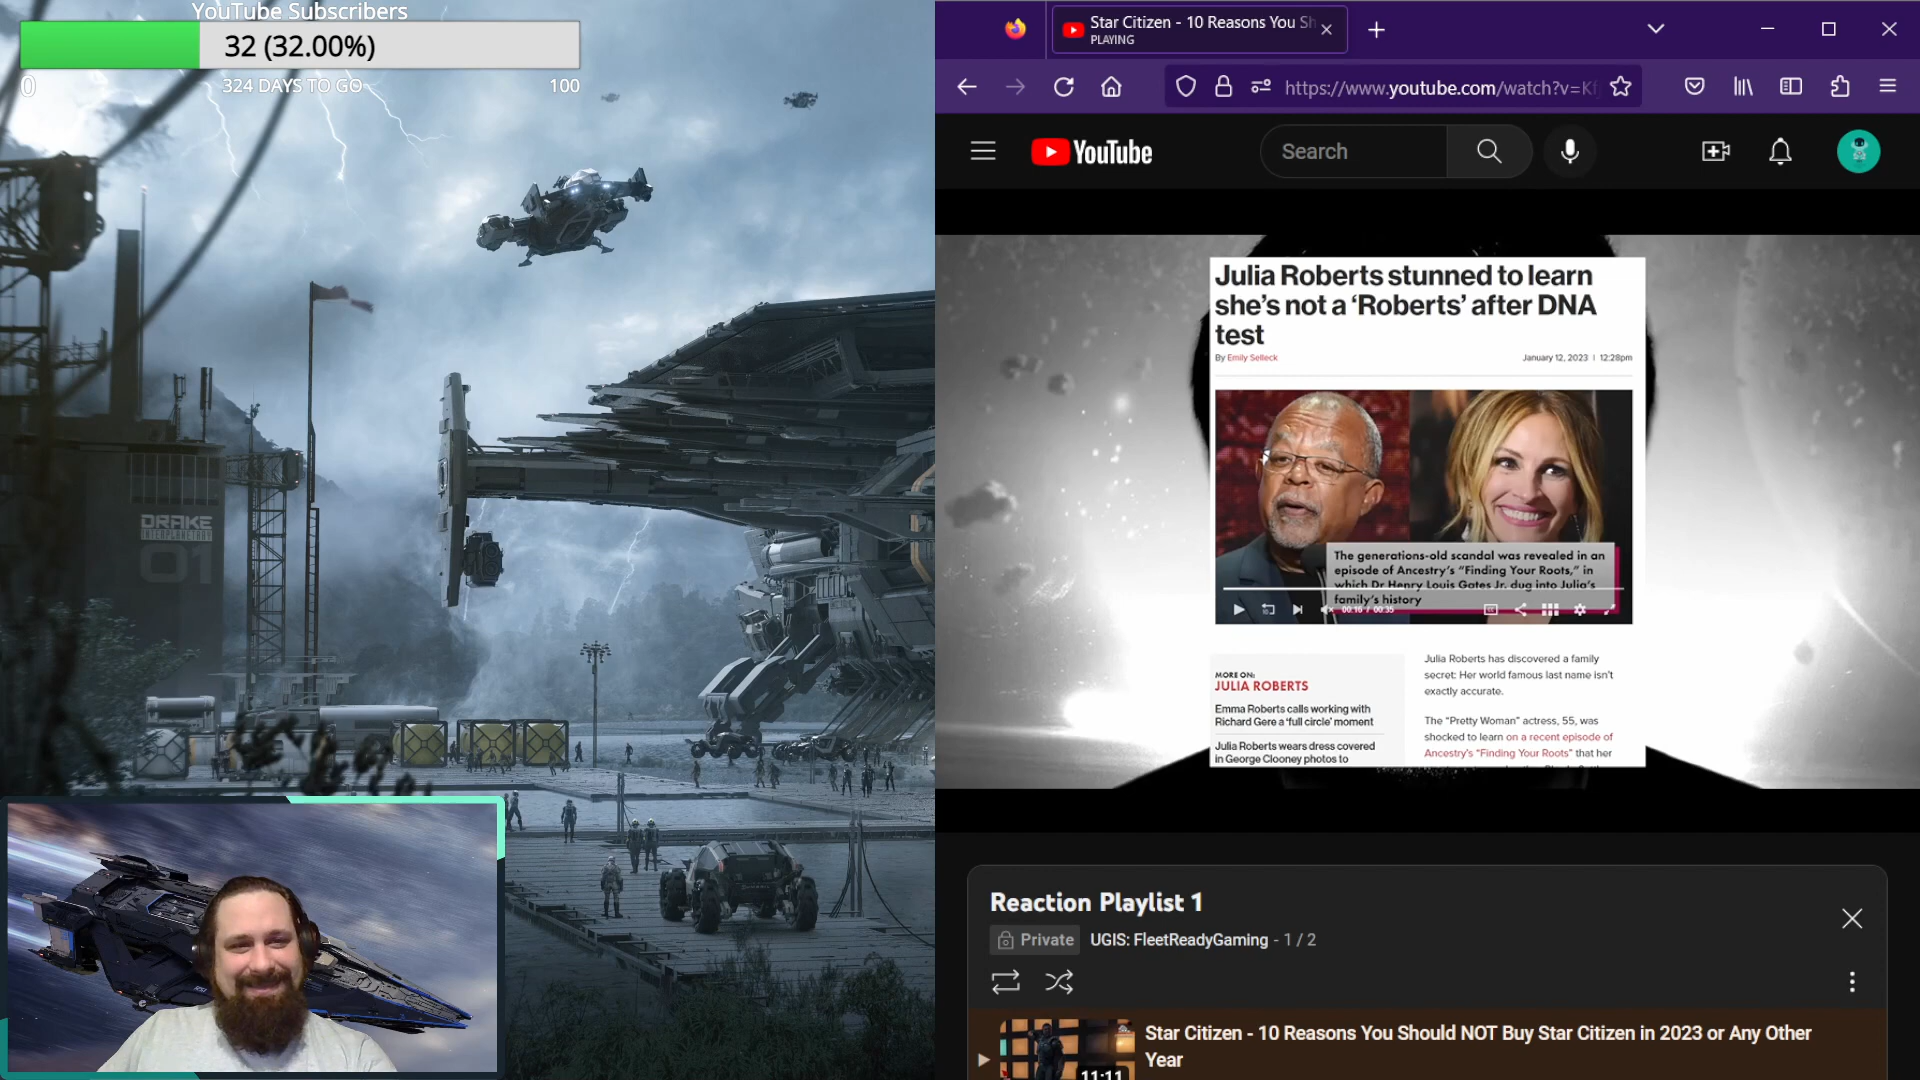 YouTube Subscribers
32 (32.00%)
0
324 DAYS TO GO
100
DRAKE
INTERPLANETARY
01
Star Citizen - 10 Reasons You Sh
PLAYING
https://www.youtube.com/watch?v=Kf
YouTube
Search
Julia Roberts stunned to learn
she's not a 'Roberts' after DNA
test
By Emily Selleck
January 12, 2023 | 12:28pm
The generations-old scandal was revealed in an
episode of Ancestry's "Finding Your Roots," in
which Dr Henry Louis Gates Jr. dug into Julia's
family's history
00:16 / 00:35
MORE ON:
JULIA ROBERTS
Emma Roberts calls working with
Richard Gere a 'full circle' moment
Julia Roberts wears dress covered
in George Clooney photos to
Julia Roberts has discovered a family
secret: Her world famous last name isn't
exactly accurate.
The "Pretty Woman" actress, 55, was
shocked to learn on a recent episode of
Ancestry's "Finding Your Roots" that her
Reaction Playlist 1
Private
UGIS: FleetReadyGaming - 1 / 2
Star Citizen - 10 Reasons You Should NOT Buy Star Citizen in 2023 or Any Other
Year
11:11